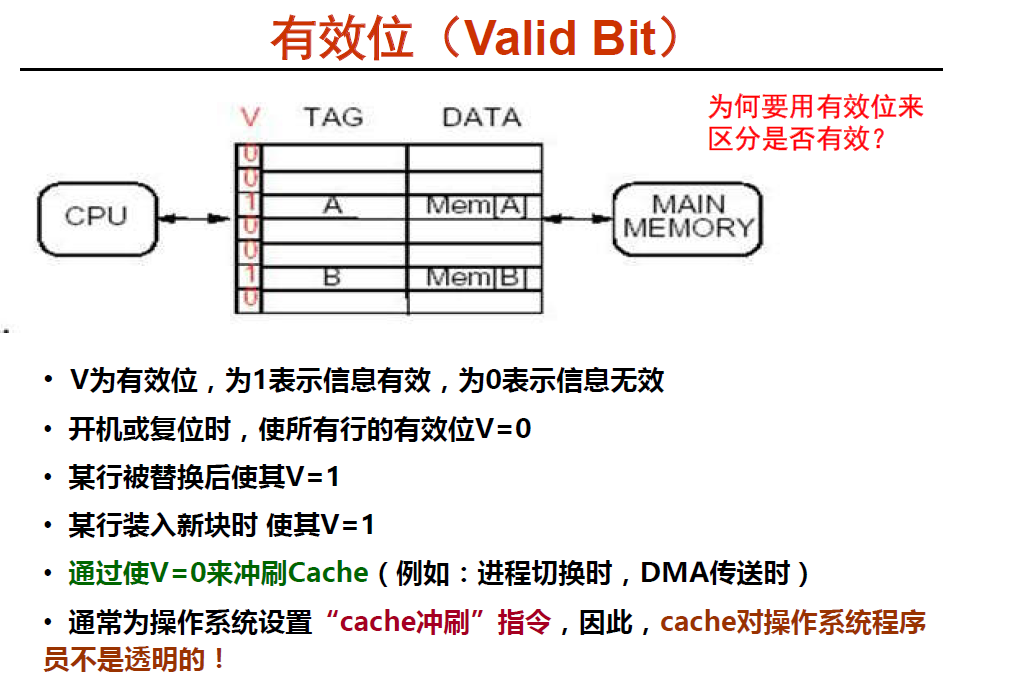 有效位（Valid Bit）
为何要用有效位来
区分是否有效？
V TAG DATA
0
0
1 A Mem[A]
0
0
1 B Mem[B]
0
CPU
MAIN
MEMORY
• V为有效位，为1表示信息有效，为0表示信息无效
• 开机或复位时，使所有行的有效位V=0
• 某行被替换后使其V=1
• 某行装入新块时 使其V=1
• 通过使V=0来冲刷Cache（例如：进程切换时，DMA传送时）
• 通常为操作系统设置“cache冲刷”指令，因此，cache对操作系统程序
员不是透明的！